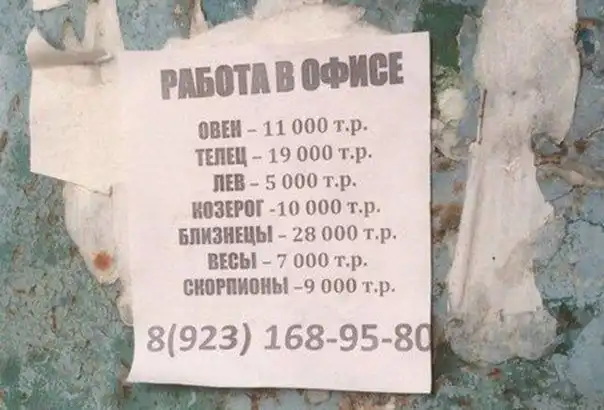 РАБОТА В ОФИСЕ
ОВЕН – 11 000 т.р.
ТЕЛЕЦ – 19 000 т.р.
ЛЕВ – 5 000 т.р.
КОЗЕРОГ -10 000 т.р.
БЛИЗНЕЦЫ – 28 000 т.р.
ВЕСЫ – 7 000 т.р.
СКОРПИОНЫ –9 000 т.р.
8(923) 168-95-80